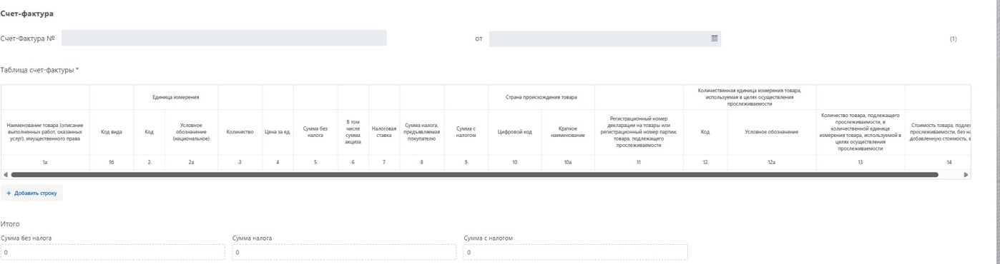 Счет-фактура
Счет-Фактура №
от
(1)
Таблица счет-фактуры *
Единица измерения
Страна происхождения товара
Количественная единица измерения товара,
используемая в целях осуществления
прослеживаемости
Наименование товара (описание
выполненных работ, оказанных
услуг), имущественного права
Код вида
Код
Условное
обозначение
(национальное)
Количество
Цена за ед.
Сумма без
налога
В том
числе
сумма
акциза
Налоговая
ставка
Сумма налога,
предъявляемая
покупателю
Сумма с
налогом
Цифровой код
Краткое
наименование
Регистрационный номер
декларации на товары или
регистрационный номер партии,
товара, подлежащего
прослеживаемости
Код
Условное обозначение
Количество товара, подлежащего
прослеживаемости, в
количественной единице
измерения товара, используемой в
целях осуществления
прослеживаемости
Стоимость товара, подлеж
прослеживаемости, без на
добавленную стоимость, в
1а
1б
2
2а
3
4
5
6
7
8
9
10
10а
11
12
12а
13
14
+ Добавить строку
Итого
Сумма без налога
Сумма налога
Сумма с налогом
0
0
0